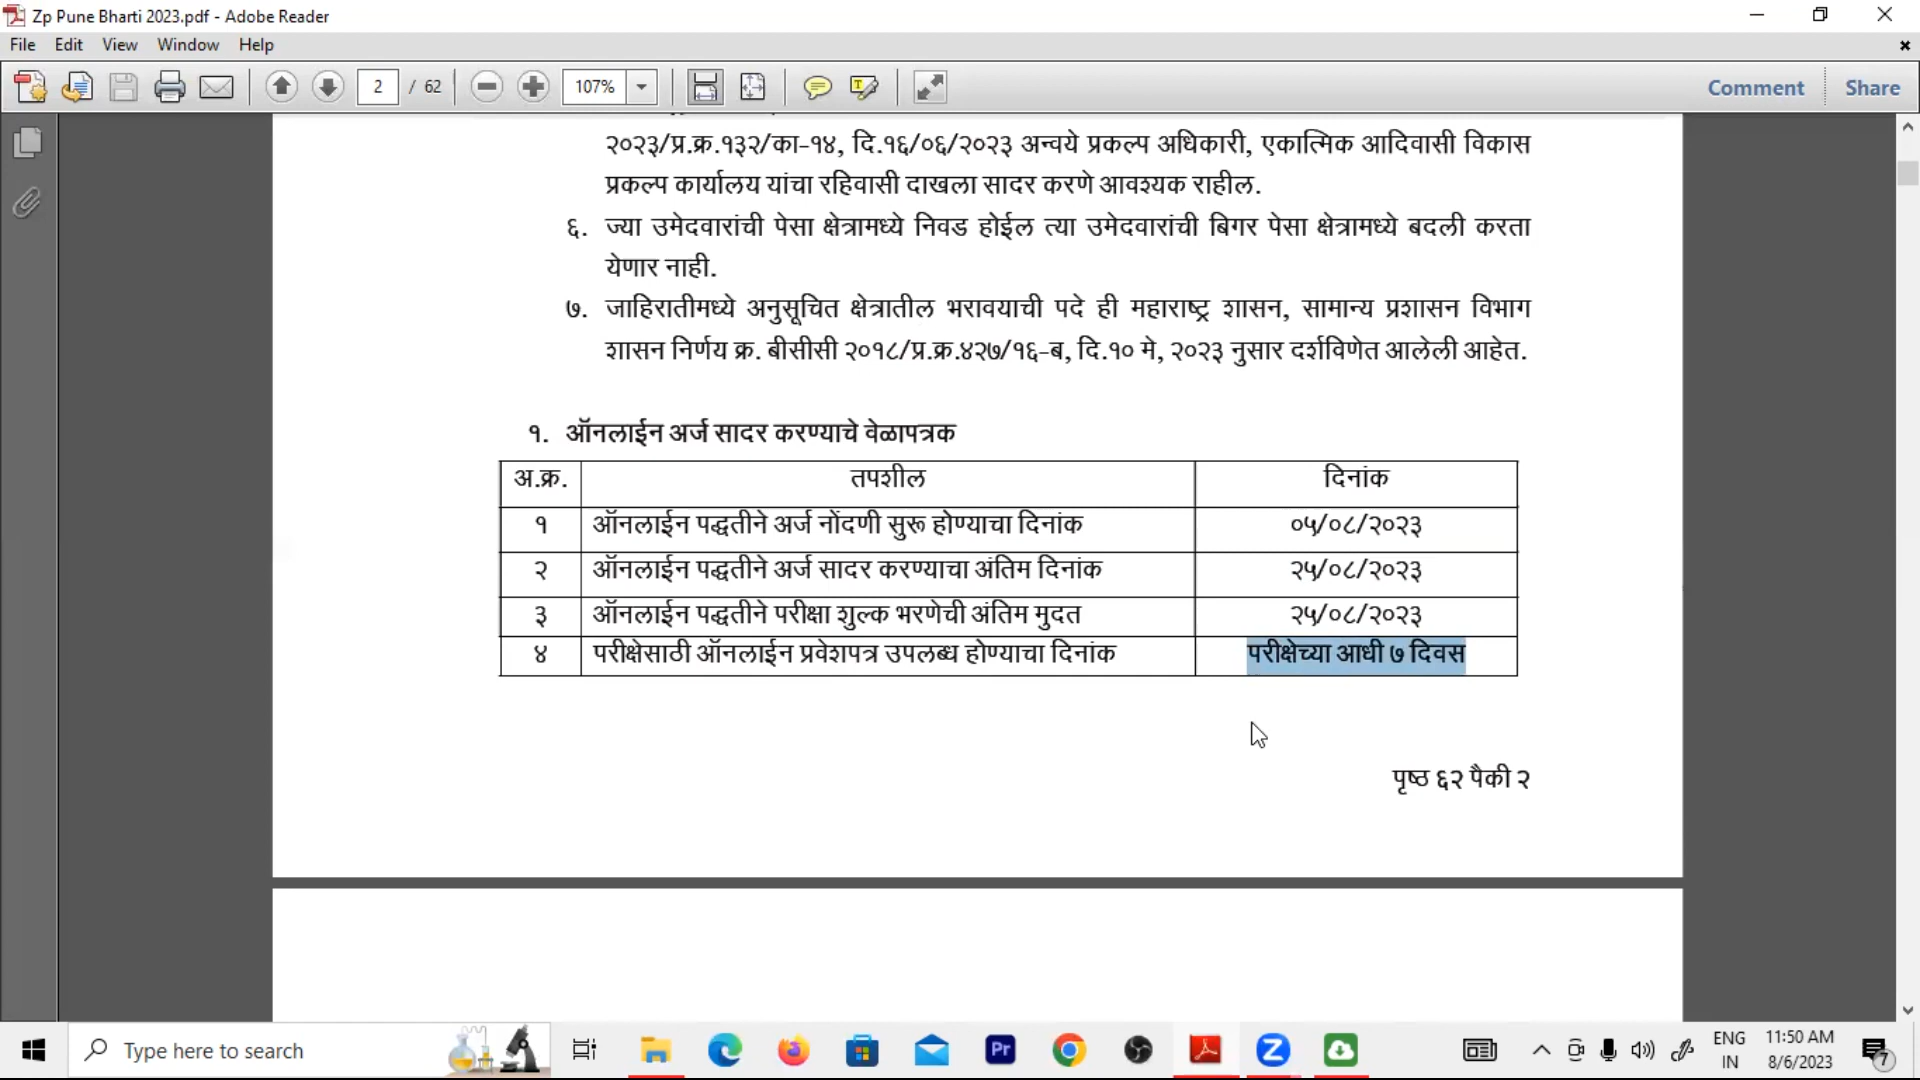 Zp Pune Bharti 2023.pdf - Adobe Reader
File Edit View Window Help
2 / 62 107% Comment Share
२०२३/प्र.क्र.१३२/का-१४, दि.१६/०६/२०२३ अन्वये प्रकल्प अधिकारी, एकात्मिक आदिवासी विकास
प्रकल्प कार्यालय यांचा रहिवासी दाखला सादर करणे आवश्यक राहील.
६. ज्या उमेदवारांची पेसा क्षेत्रामध्ये निवड होईल त्या उमेदवारांची बिगर पेसा क्षेत्रामध्ये बदली करता
येणार नाही.
७. जाहिरातीमध्ये अनुसूचित क्षेत्रातील भरावयाची पदे ही महाराष्ट्र शासन, सामान्य प्रशासन विभाग
शासन निर्णय क्र. बीसीसी २०१८/प्र.क्र.४२७/१६-ब, दि.१० मे, २०२३ नुसार दर्शविणेत आलेली आहेत.
१. ऑनलाईन अर्ज सादर करण्याचे वेळापत्रक
अ.क्र. तपशील दिनांक
१ ऑनलाईन पद्धतीने अर्ज नोंदणी सुरू होण्याचा दिनांक ०५/०८/२०२३
२ ऑनलाईन पद्धतीने अर्ज सादर करण्याचा अंतिम दिनांक २५/०८/२०२३
३ ऑनलाईन पद्धतीने परीक्षा शुल्क भरणेची अंतिम मुदत २५/०८/२०२३
४ परीक्षेसाठी ऑनलाईन प्रवेशपत्र उपलब्ध होण्याचा दिनांक परीक्षेच्या आधी ७ दिवस
पृष्ठ ६२ पैकी २
Type here to search
Pr
ENG
IN
11:50 AM
8/6/2023
7